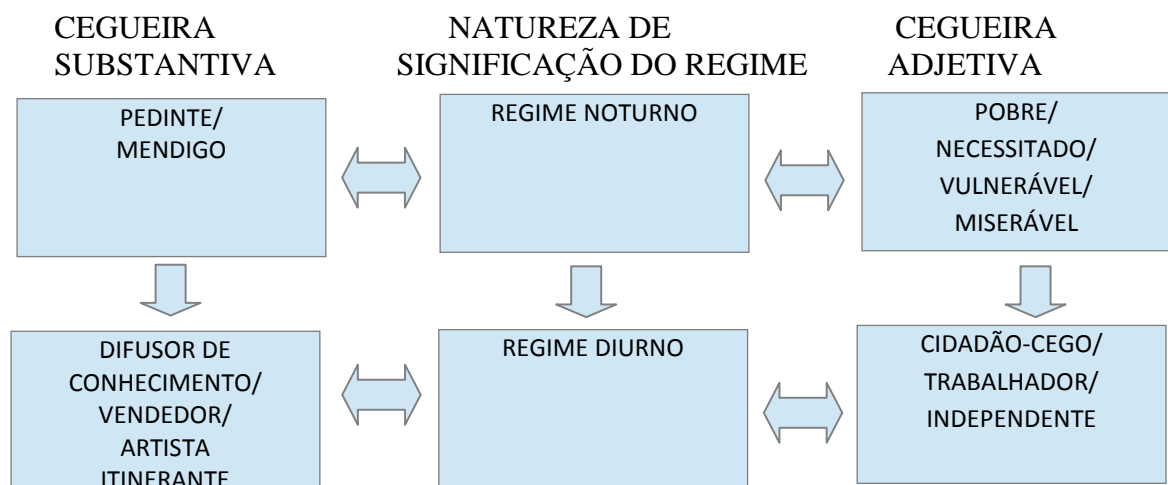 CEGUEIRA
SUBSTANTIVA
NATUREZA DE
SIGNIFICAÇÃO DO REGIME
CEGUEIRA
ADJETIVA
PEDINTE/
MENDIGO
REGIME NOTURNO
POBRE/
NECESSITADO/
VULNERÁVEL/
MISERÁVEL
DIFUSOR DE
CONHECIMENTO/
VENDEDOR/
ARTISTA
ITINERANTE
REGIME DIURNO
CIDADÃO-CEGO/
TRABALHADOR/
INDEPENDENTE